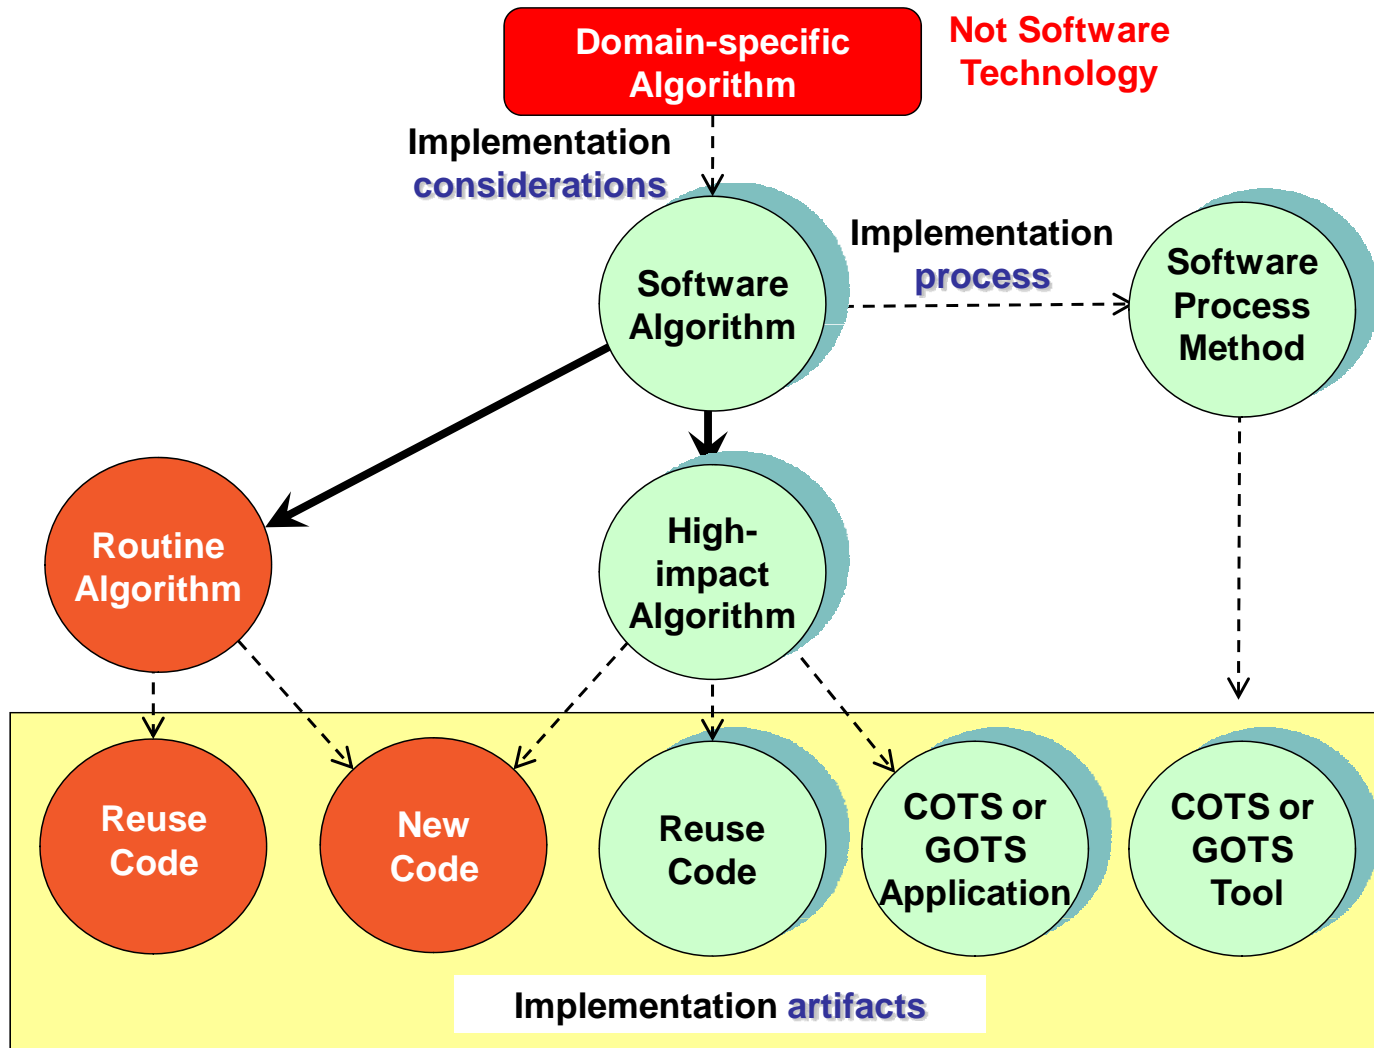 Domain-specific
Algorithm
Not Software
Technology
Implementation
considerations
Software
Algorithm
Implementation
process
Software
Process
Method
Routine
Algorithm
High-
impact
Algorithm
Reuse
Code
New
Code
Reuse
Code
COTS or
GOTS
Application
COTS or
GOTS
Tool
Implementation artifacts